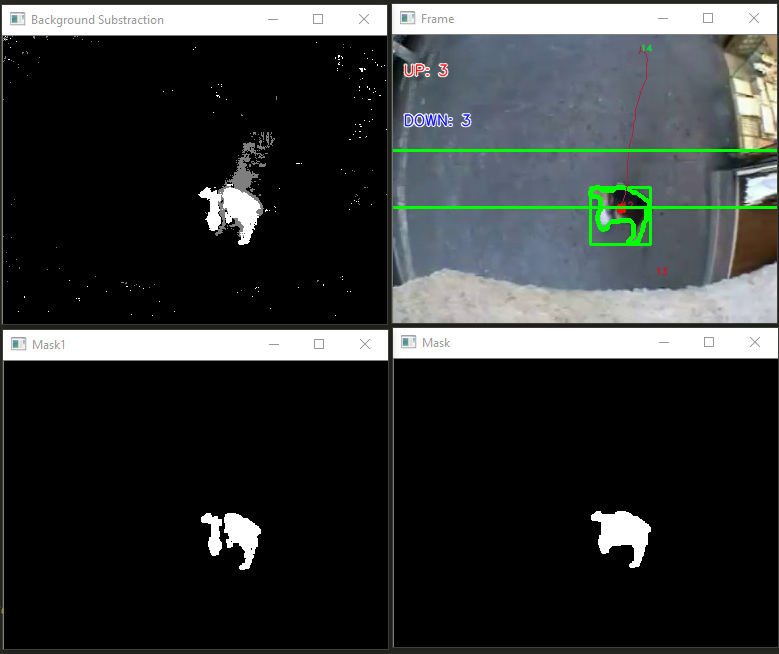 Background Substraction
Frame
14
UP: 3
DOWN: 3
13
Mask1
Mask